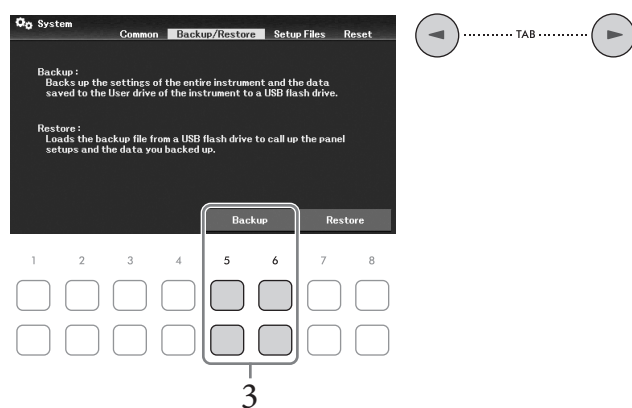 System
Common Backup/Restore Setup Files Reset
TAB
Backup :
Backs up the settings of the entire instrument and the data
saved to the User drive of the instrument to a USB flash drive.
Restore :
Loads the backup file from a USB flash drive to call up the panel
setups and the data you backed up.
Backup Restore
1 2 3 4 5 6 7 8
3